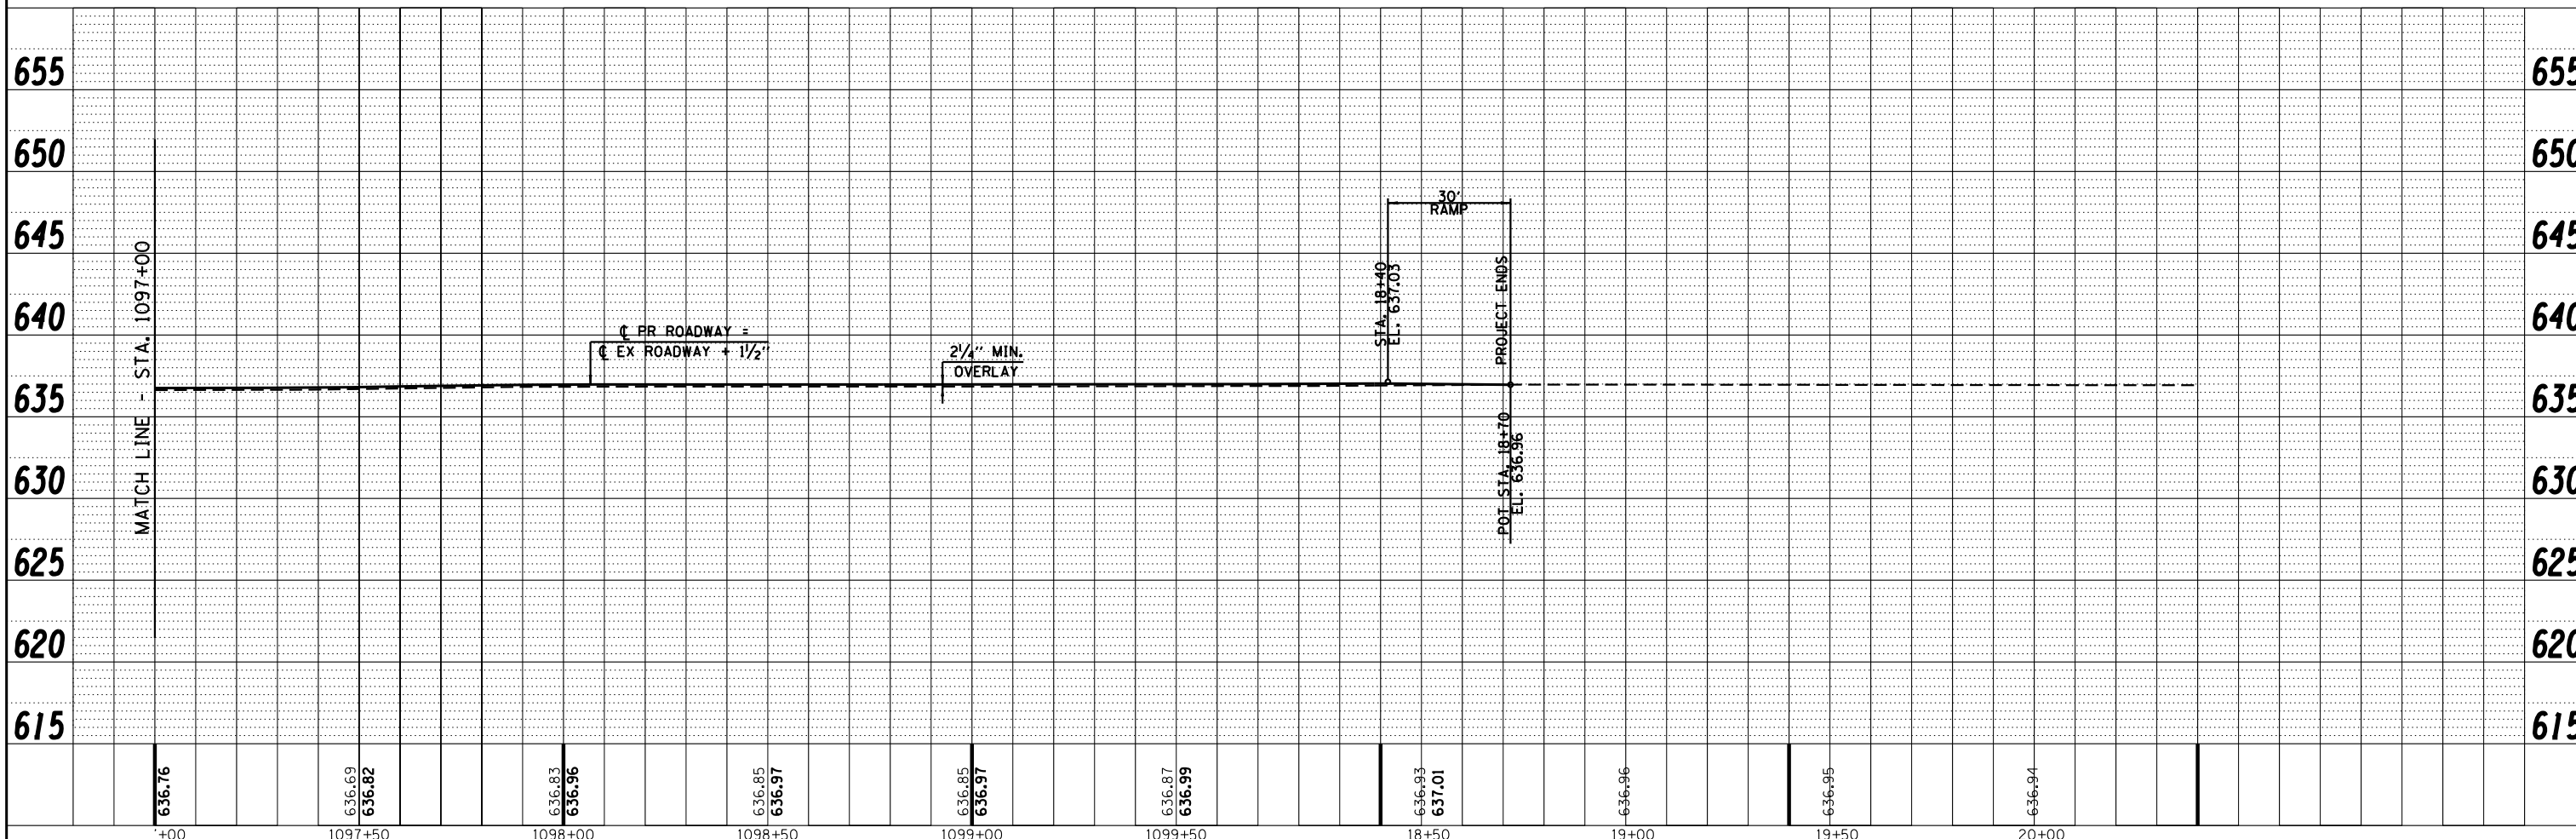 655 655
650 650
30'
RAMP
645 645
MATCH LINE - STA. 1097+00
STA. 18+40
EL. 637.03
PROJECT ENDS
640 640
℄ PR ROADWAY =
℄ EX ROADWAY + 1½"
2¼" MIN.
OVERLAY
635 635
POT STA. 18+70
EL. 636.96
630 630
625 625
620 620
615 615
636.76
636.69
636.82
636.83
636.96
636.85
636.97
636.85
636.97
636.87
636.99
636.93
637.01
636.96
636.95
636.94
+00 1097+50 1098+00 1098+50 1099+00 1099+50 18+50 19+00 19+50 20+00